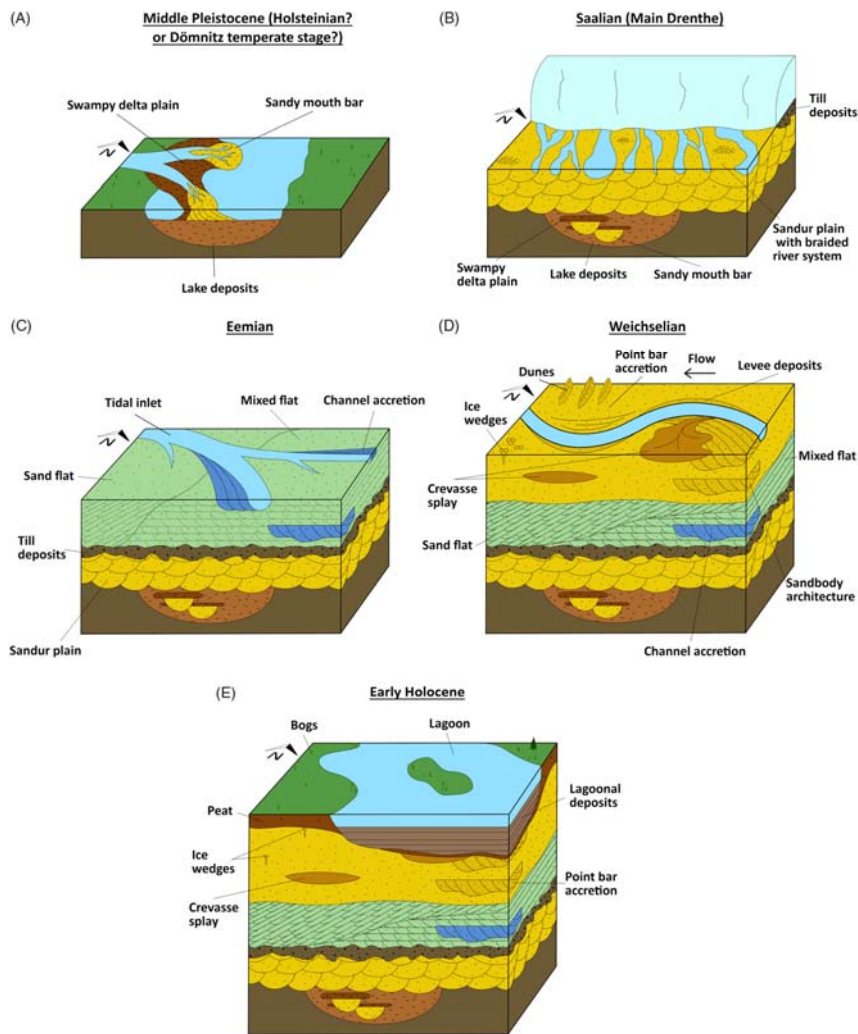 (A)
Middle Pleistocene (Holsteinian?
or Dömnitz temperate stage?)
Swampy delta plain
Sandy mouth bar
N
Lake deposits
(B)
Saalian (Main Drenthe)
Till
deposits
N
Sandur plain
with braided
river system
Swampy
delta plain
Lake deposits
Sandy mouth bar
(C)
Eemian
Tidal inlet
Mixed flat
Channel accretion
N
Sand flat
Till
deposits
Sandur plain
(D)
Weichselian
Dunes
Point bar
accretion
Flow
Levee deposits
N
Ice
wedges
Mixed flat
Crevasse
splay
Sand flat
Sandbody
architecture
Channel accretion
(E)
Early Holocene
Bogs
Lagoon
N
Lagoonal
deposits
Peat
Ice
wedges
Point bar
accretion
Crevasse
splay